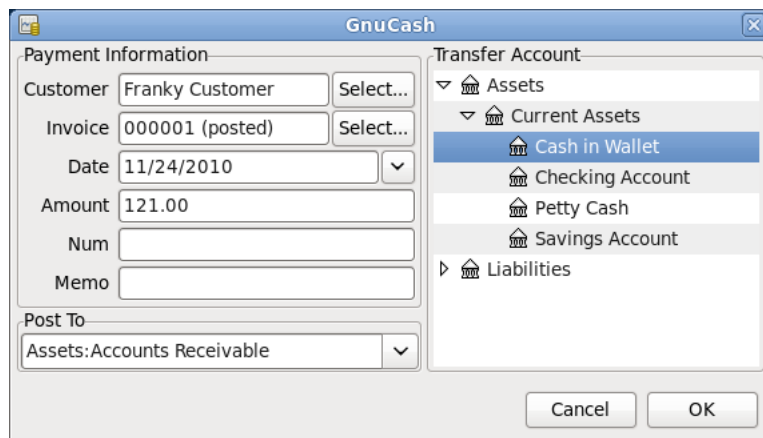 GnuCash
Payment Information
Customer Franky Customer Select...
Invoice 000001 (posted) Select...
Date 11/24/2010
Amount 121.00
Num
Memo
Post To
Assets:Accounts Receivable
Transfer Account
Assets
Current Assets
Cash in Wallet
Checking Account
Petty Cash
Savings Account
Liabilities
Cancel OK